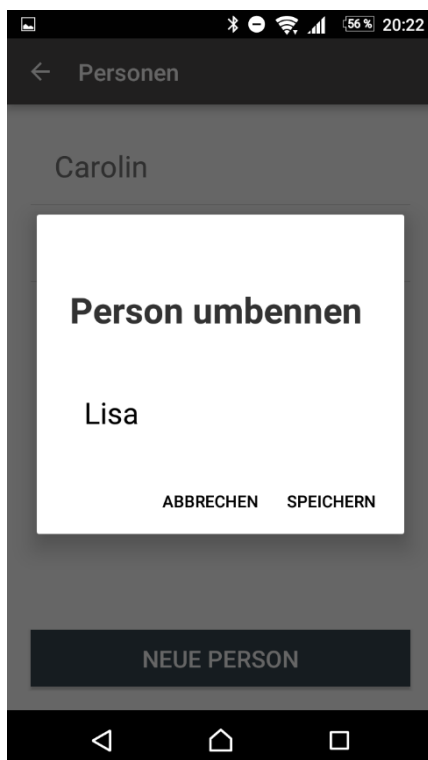 56 % 20:22
Personen
Carolin
Person umbennen
Lisa
ABBRECHEN SPEICHERN
NEUE PERSON